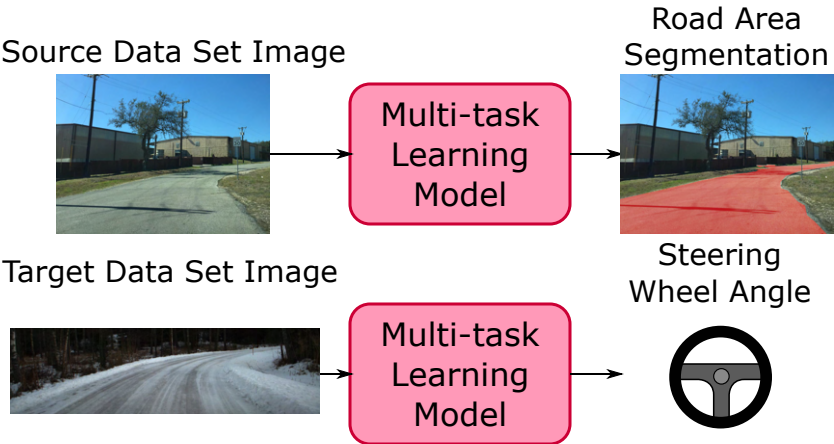 Source Data Set Image
Multi-task
Learning
Model
Road Area
Segmentation
Target Data Set Image
Multi-task
Learning
Model
Steering
Wheel Angle